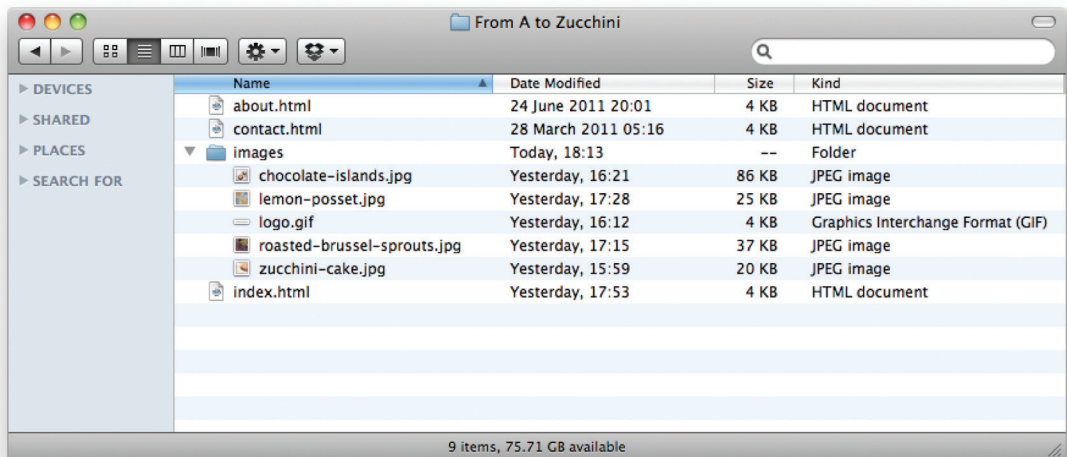 From A to Zucchini
DEVICES
SHARED
PLACES
SEARCH FOR
Name Date Modified Size Kind
about.html 24 June 2011 20:01 4 KB HTML document
contact.html 28 March 2011 05:16 4 KB HTML document
images Today, 18:13 -- Folder
chocolate-islands.jpg Yesterday, 16:21 86 KB JPEG image
lemon-posset.jpg Yesterday, 17:28 25 KB JPEG image
logo.gif Yesterday, 16:12 4 KB Graphics Interchange Format (GIF)
roasted-brussel-sprouts.jpg Yesterday, 17:15 37 KB JPEG image
zucchini-cake.jpg Yesterday, 15:59 20 KB JPEG image
index.html Yesterday, 17:53 4 KB HTML document
9 items, 75.71 GB available